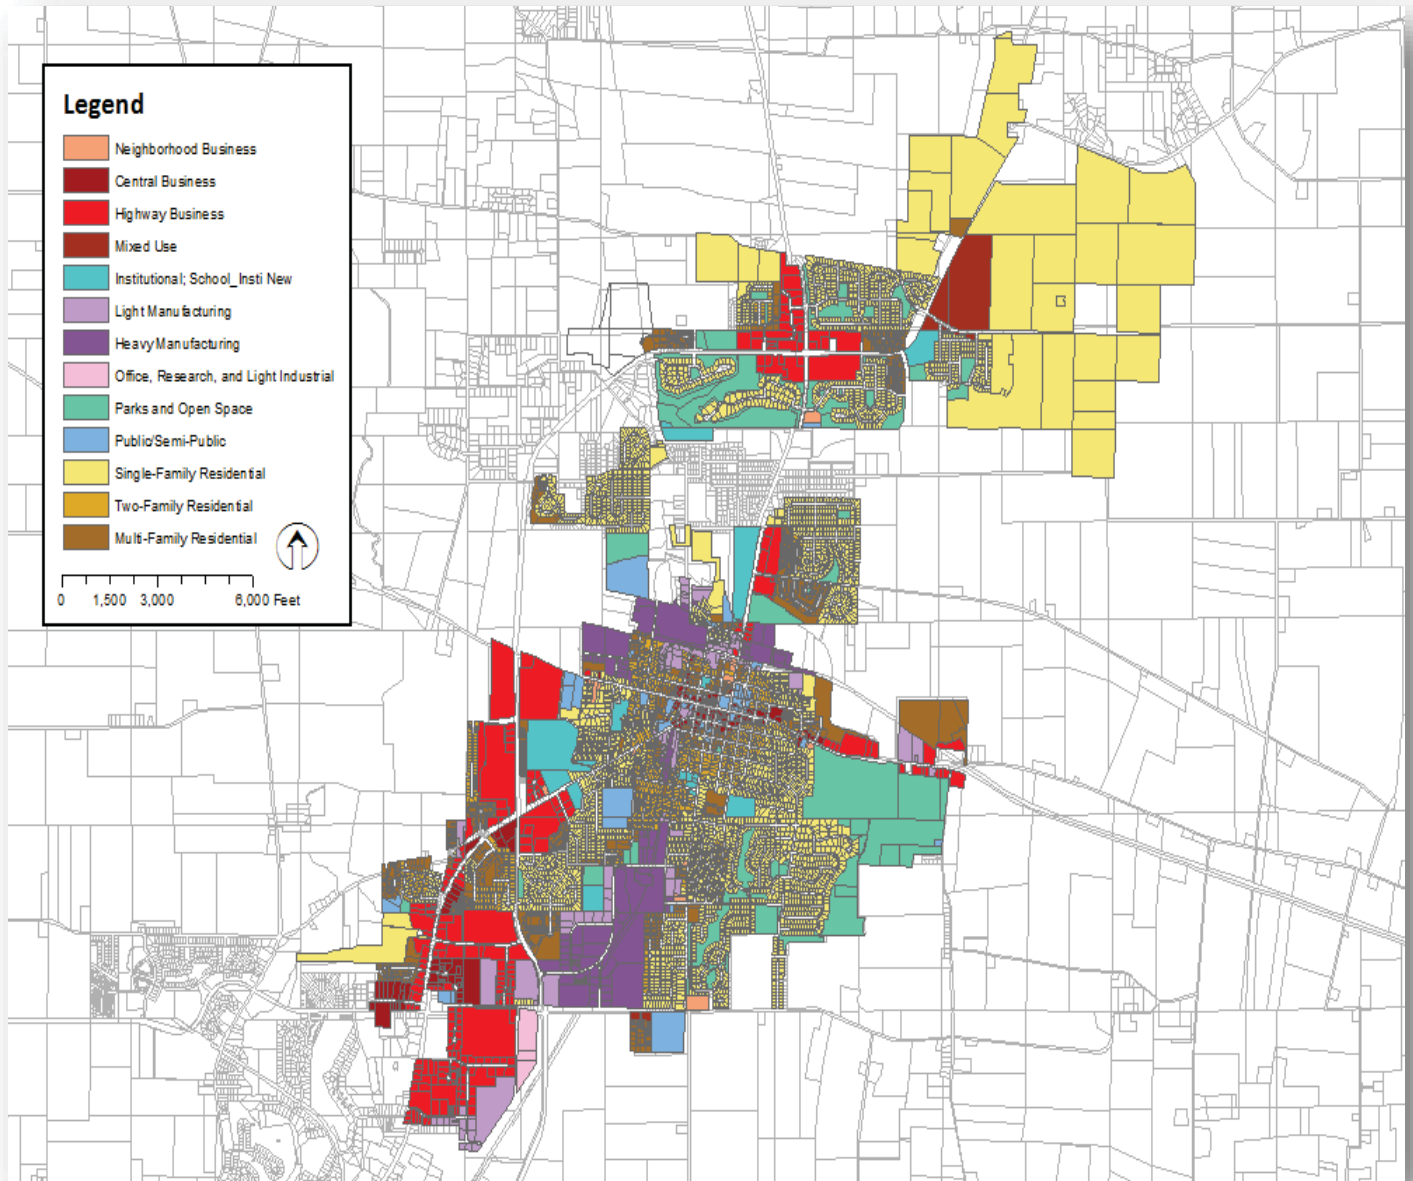 Legend
Neighborhood Business
Central Business
Highway Business
Mixed Use
Institutional; School_Insti New
Light Manufacturing
Heavy Manufacturing
Office, Research, and Light Industrial
Parks and Open Space
Public/Semi-Public
Single-Family Residential
Two-Family Residential
Multi-Family Residential
0 1,500 3,000 6,000 Feet